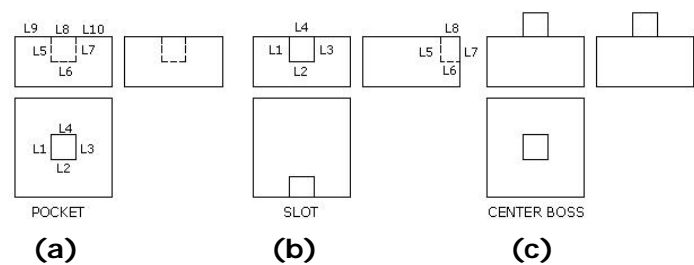 L9 L8 L10
L5 L7
L6
L4
L1 L3
L2
POCKET
(a)
L4
L1 L3
L2
L8
L5 L7
L6
SLOT
(b)
CENTER BOSS
(c)